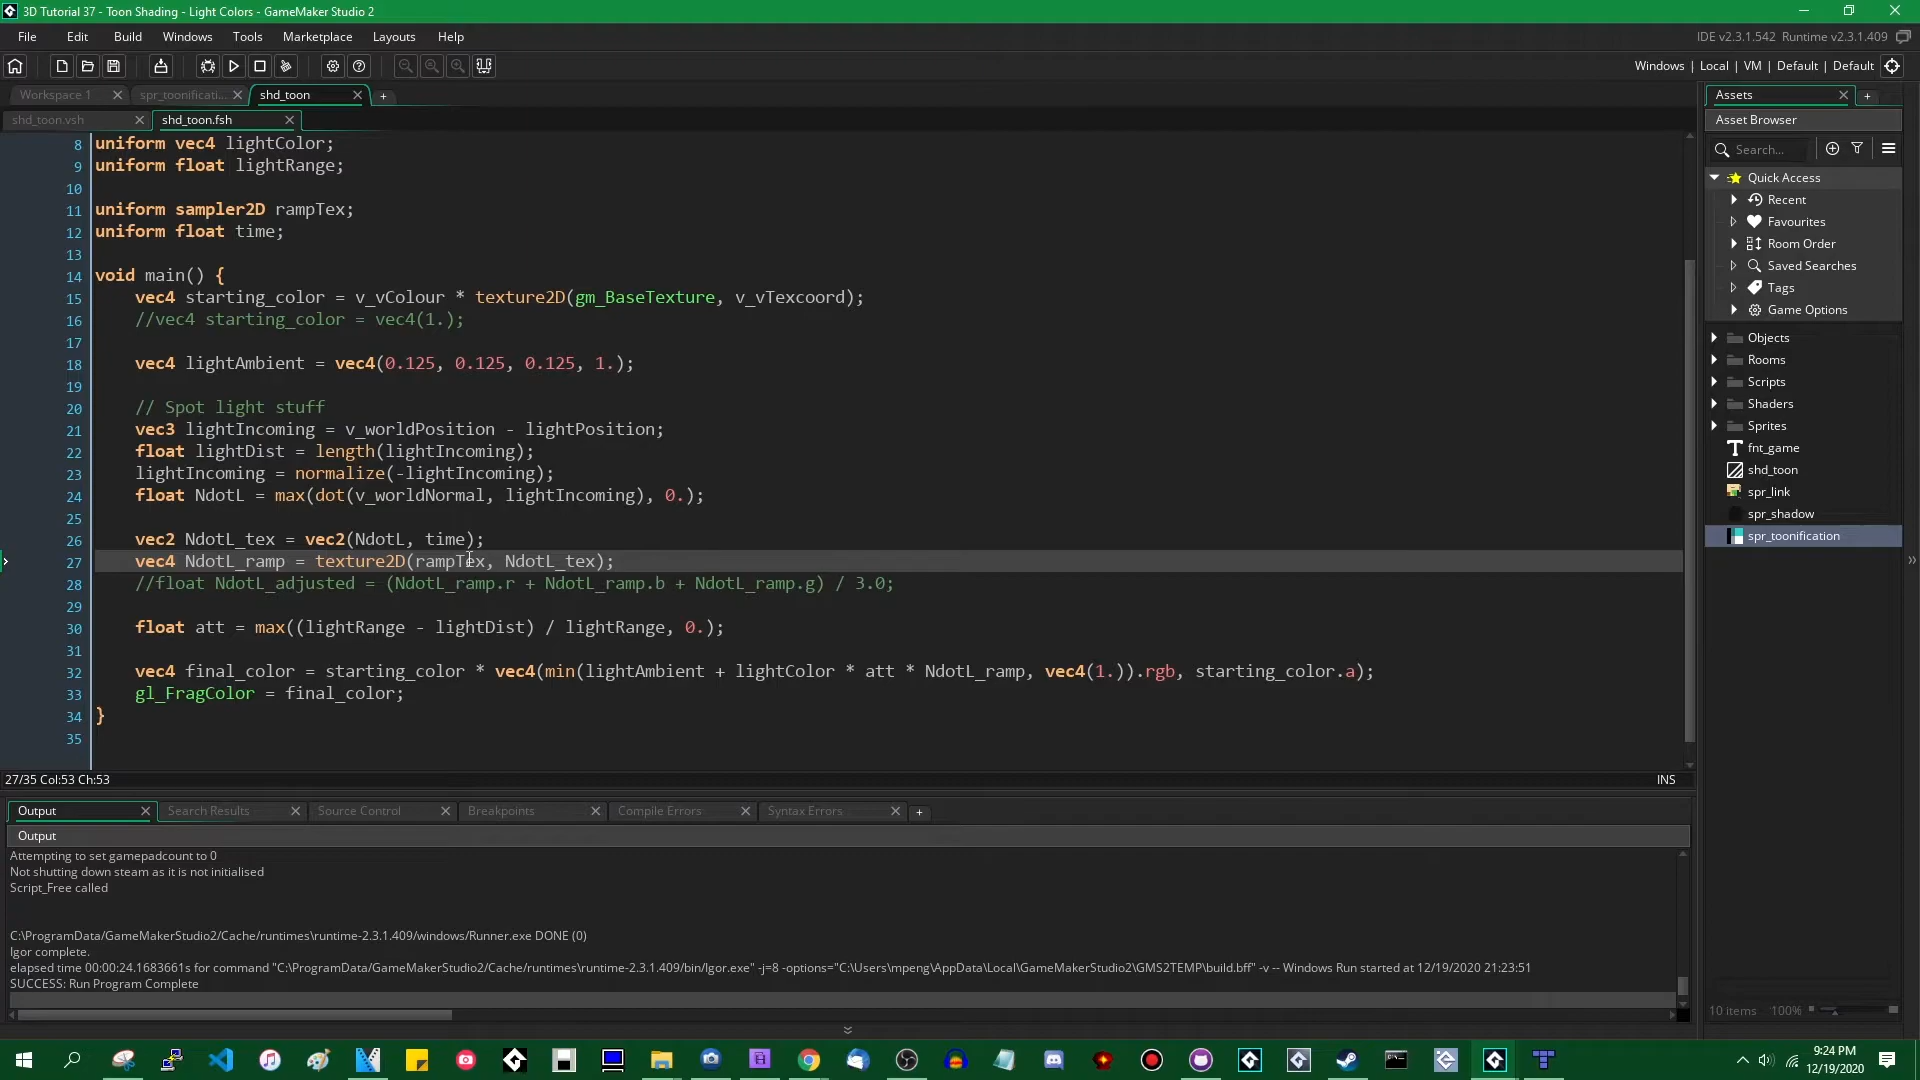 3D Tutorial 37 - Toon Shading - Light Colors - GameMaker Studio 2
File Edit Build Windows Tools Marketplace Layouts Help
IDE v2.3.1.542 Runtime v2.3.1.409
Windows | Local | VM | Default | Default
Workspace 1 spr_toonificati... shd_toon
shd_toon.vsh shd_toon.fsh
8 uniform vec4 lightColor;
9 uniform float lightRange;
10
11 uniform sampler2D rampTex;
12 uniform float time;
13
14 void main() {
15 vec4 starting_color = v_vColour * texture2D(gm_BaseTexture, v_vTexcoord);
16 //vec4 starting_color = vec4(1.);
17
18 vec4 lightAmbient = vec4(0.125, 0.125, 0.125, 1.);
19
20 // Spot light stuff
21 vec3 lightIncoming = v_worldPosition - lightPosition;
22 float lightDist = length(lightIncoming);
23 lightIncoming = normalize(-lightIncoming);
24 float NdotL = max(dot(v_worldNormal, lightIncoming), 0.);
25
26 vec2 NdotL_tex = vec2(NdotL, time);
27 vec4 NdotL_ramp = texture2D(rampTex, NdotL_tex);
28 //float NdotL_adjusted = (NdotL_ramp.r + NdotL_ramp.b + NdotL_ramp.g) / 3.0;
29
30 float att = max((lightRange - lightDist) / lightRange, 0.);
31
32 vec4 final_color = starting_color * vec4(min(lightAmbient + lightColor * att * NdotL_ramp, vec4(1.)).rgb, starting_color.a);
33 gl_FragColor = final_color;
34 }
35
27/35 Col:53 Ch:53 INS
Output Search Results Source Control Breakpoints Compile Errors Syntax Errors
Output
Attempting to set gamepadcount to 0
Not shutting down steam as it is not initialised
Script_Free called
C:\ProgramData/GameMakerStudio2/Cache/runtimes\runtime-2.3.1.409/windows/Runner.exe DONE (0)
Igor complete.
elapsed time 00:00:24.1683661s for command "C:\ProgramData/GameMakerStudio2/Cache/runtimes\runtime-2.3.1.409/bin/Igor.exe" -j=8 -options="C:\Users\mpeng\AppData\Local\GameMakerStudio2\GMS2TEMP\build.bff" -v -- Windows Run started at 12/19/2020 21:23:51
SUCCESS: Run Program Complete
Assets
Asset Browser
Search...
Quick Access
Recent
Favourites
Room Order
Saved Searches
Tags
Game Options
Objects
Rooms
Scripts
Shaders
Sprites
fnt_game
shd_toon
spr_link
spr_shadow
spr_toonification
10 items 100%
9:24 PM
12/19/2020